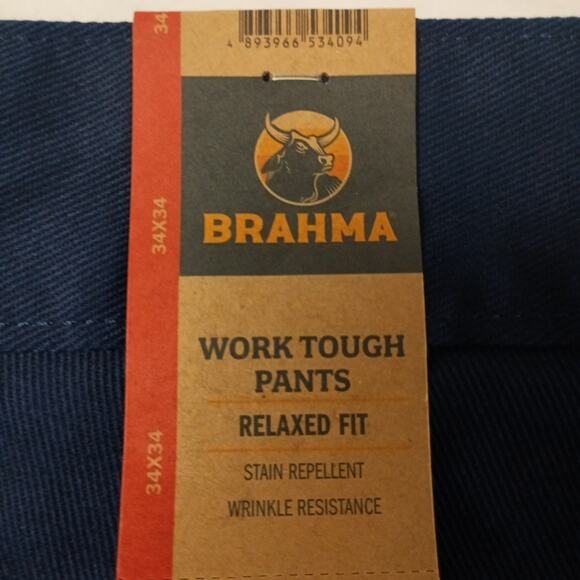 34
4 893966 534094
BRAHMA
34X34
WORK TOUGH
PANTS
RELAXED FIT
STAIN REPELLENT
WRINKLE RESISTANCE
34X34